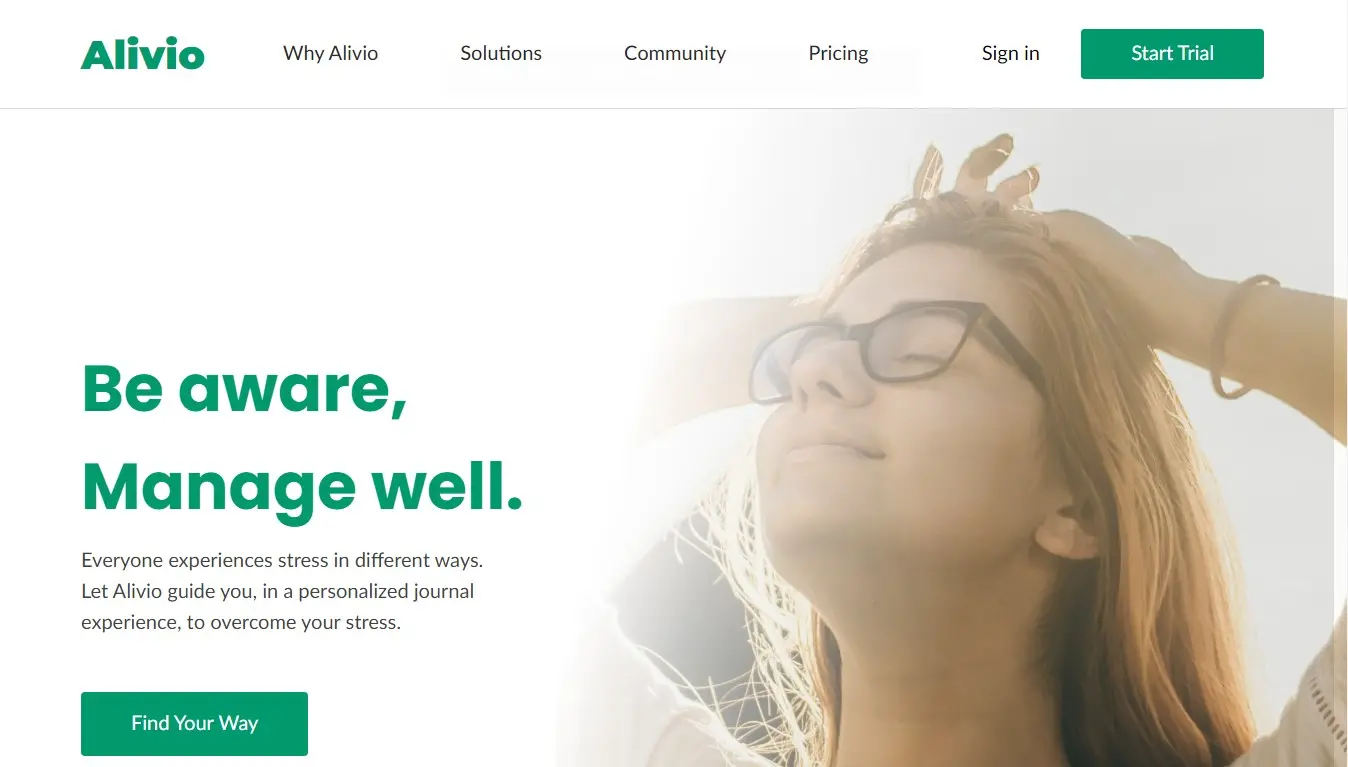 Alivio
Why Alivio
Solutions
Community
Pricing
Sign in
Start Trial
Be aware,
Manage well.
Everyone experiences stress in different ways.
Let Alivio guide you, in a personalized journal
experience, to overcome your stress.
Find Your Way